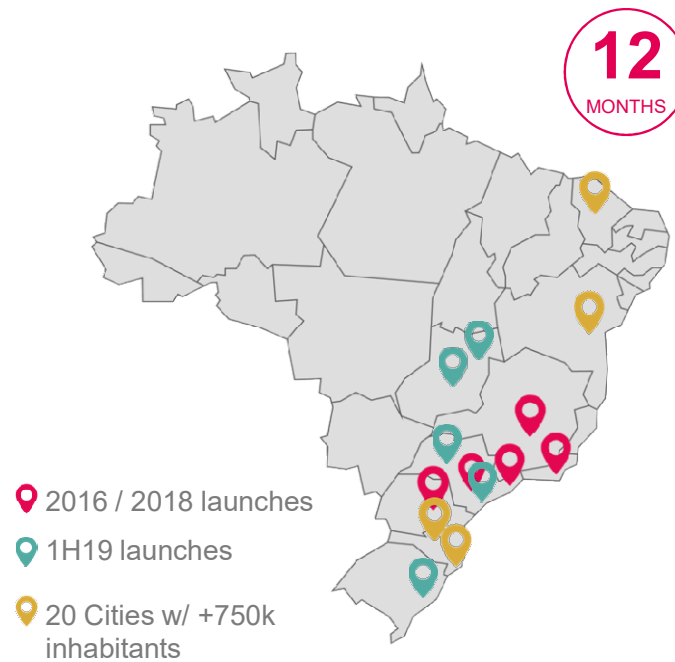 12
MONTHS
2016 / 2018 launches
1H19 launches
20 Cities w/ +750k
inhabitants